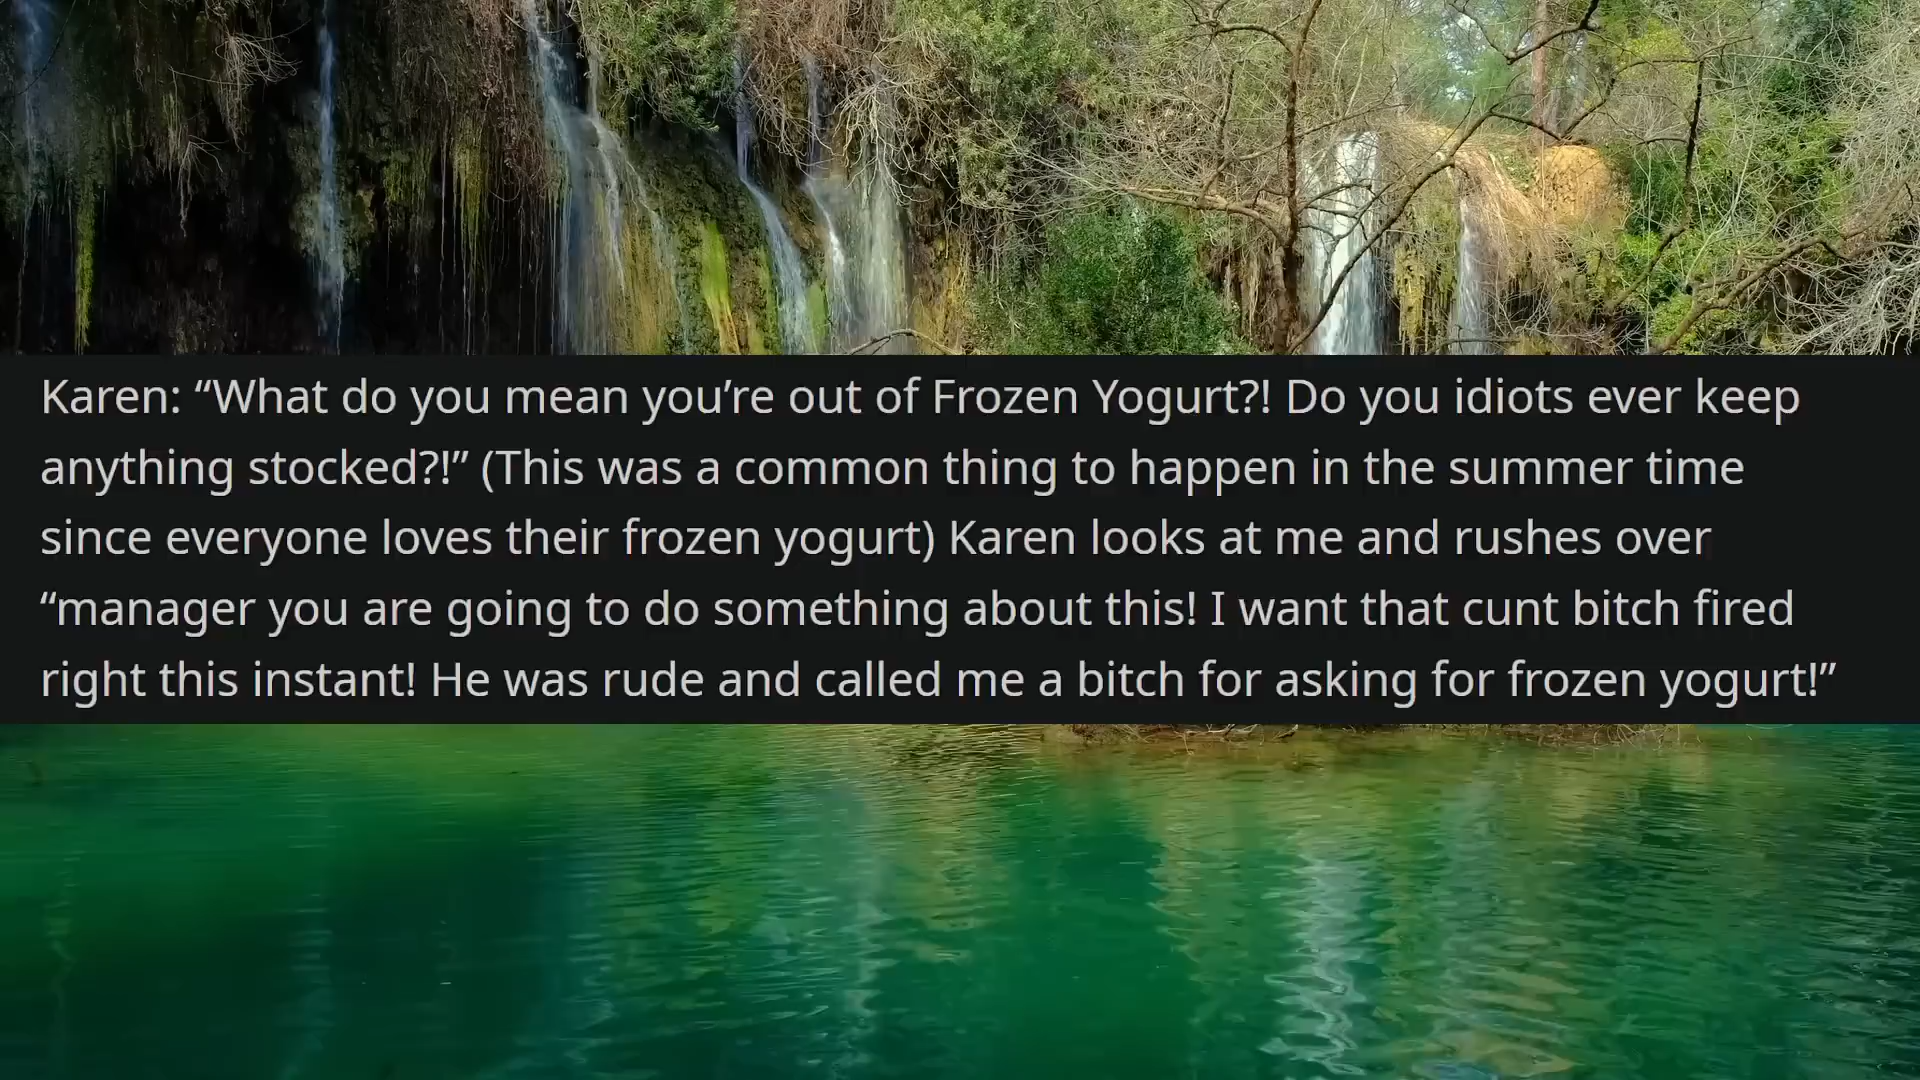 Karen: “What do you mean you’re out of Frozen Yogurt?! Do you idiots ever keep
anything stocked?!” (This was a common thing to happen in the summer time
since everyone loves their frozen yogurt) Karen looks at me and rushes over
“manager you are going to do something about this! I want that cunt bitch fired
right this instant! He was rude and called me a bitch for asking for frozen yogurt!”